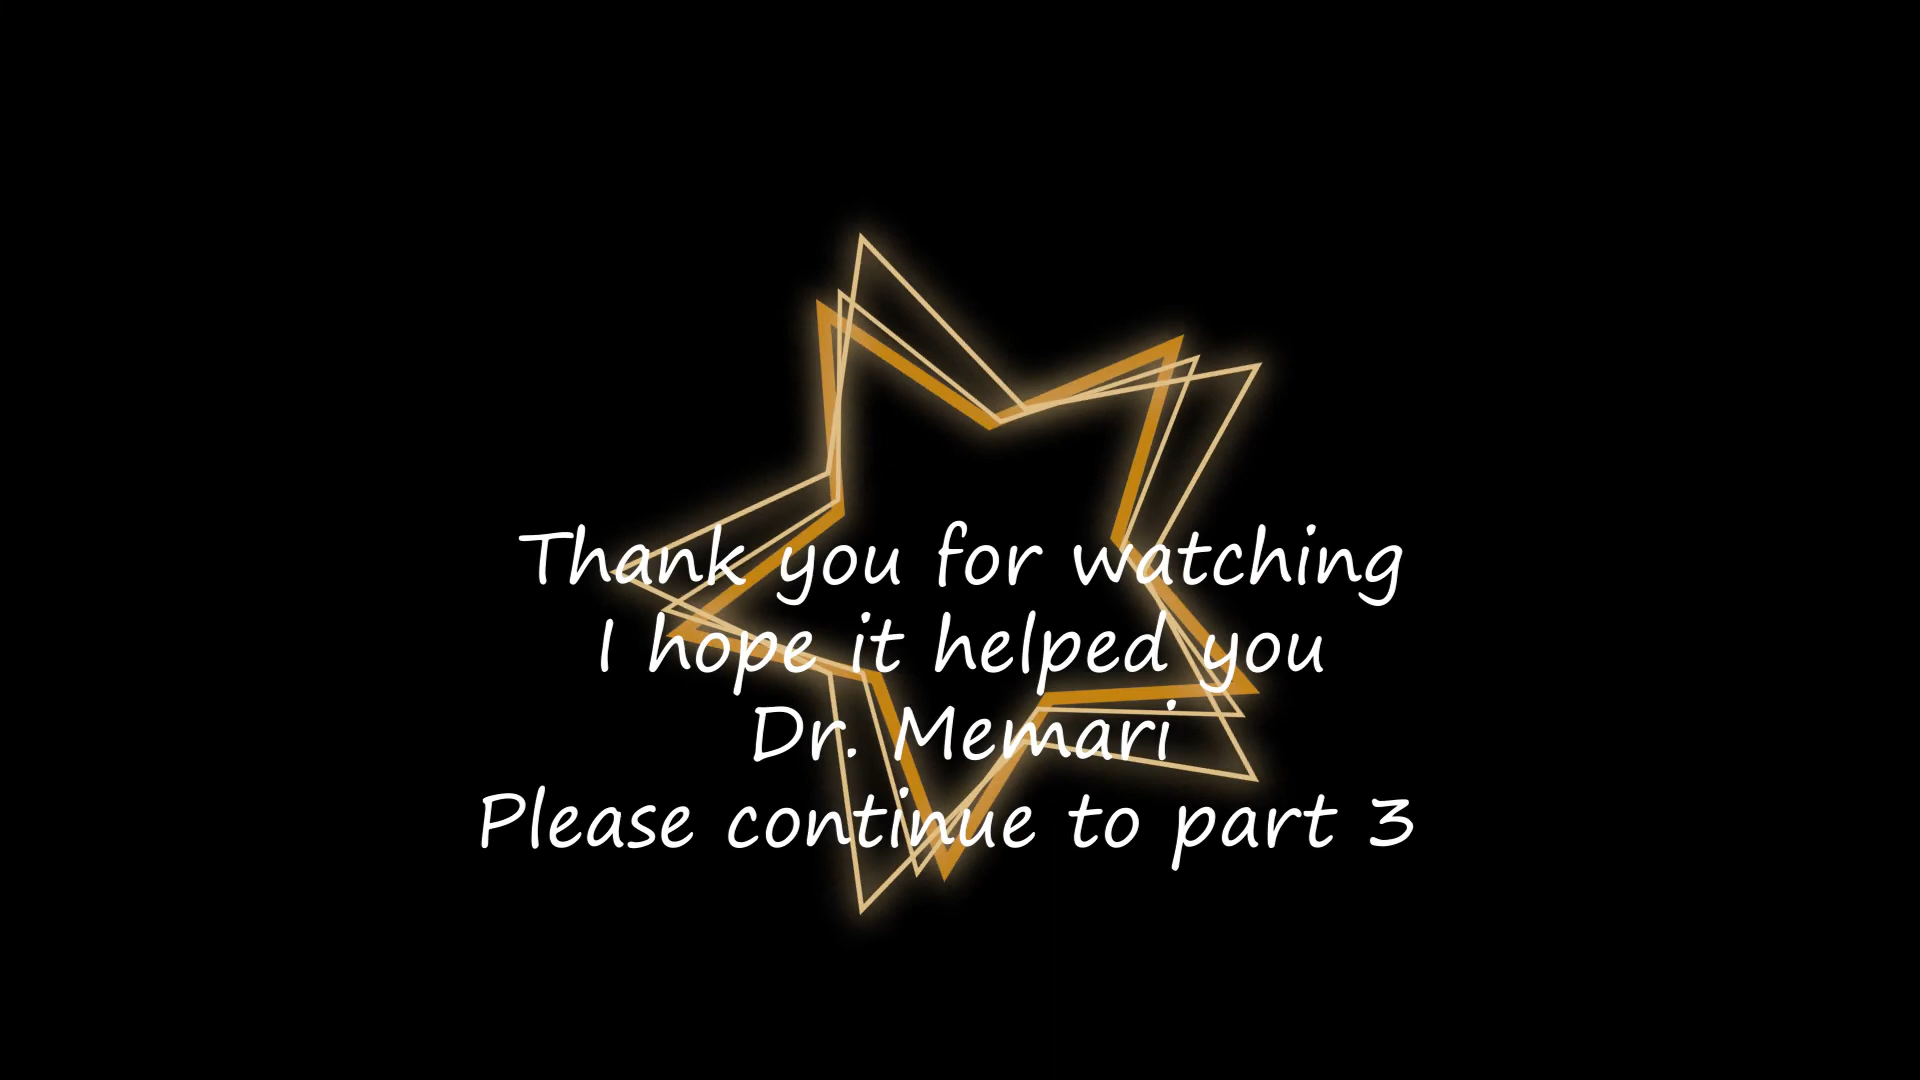 Thank you for watching
I hope it helped you
Dr. Memari
Please continue to part 3